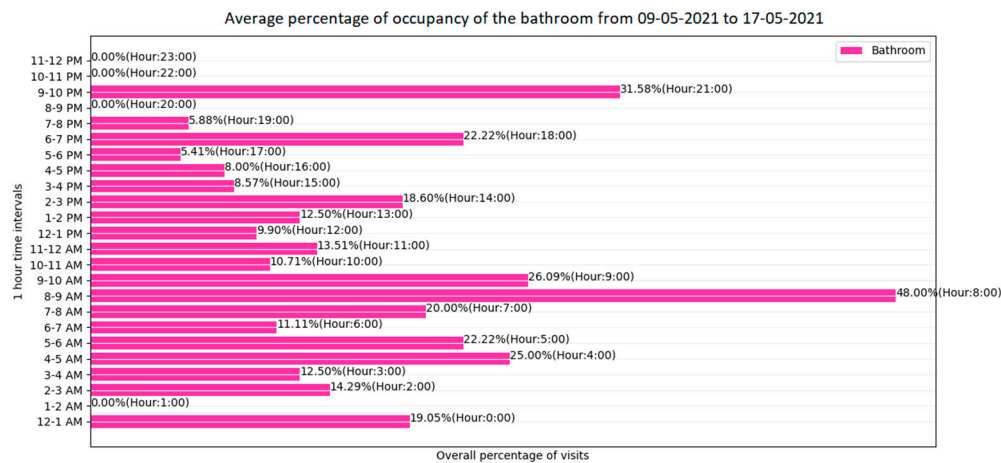 Average percentage of occupancy of the bathroom from 09-05-2021 to 17-05-2021
Bathroom
1 hour time intervals
11-12 PM 0.00%(Hour:23:00)
10-11 PM 0.00%(Hour:22:00)
9-10 PM 31.58%(Hour:21:00)
8-9 PM 0.00%(Hour:20:00)
7-8 PM 5.88%(Hour:19:00)
6-7 PM 22.22%(Hour:18:00)
5-6 PM 5.41%(Hour:17:00)
4-5 PM 8.00%(Hour:16:00)
3-4 PM 8.57%(Hour:15:00)
2-3 PM 18.60%(Hour:14:00)
1-2 PM 12.50%(Hour:13:00)
12-1 PM 9.90%(Hour:12:00)
11-12 AM 13.51%(Hour:11:00)
10-11 AM 10.71%(Hour:10:00)
9-10 AM 26.09%(Hour:9:00)
8-9 AM 48.00%(Hour:8:00)
7-8 AM 20.00%(Hour:7:00)
6-7 AM 11.11%(Hour:6:00)
5-6 AM 22.22%(Hour:5:00)
4-5 AM 25.00%(Hour:4:00)
3-4 AM 12.50%(Hour:3:00)
2-3 AM 14.29%(Hour:2:00)
1-2 AM 0.00%(Hour:1:00)
12-1 AM 19.05%(Hour:0:00)
Overall percentage of visits